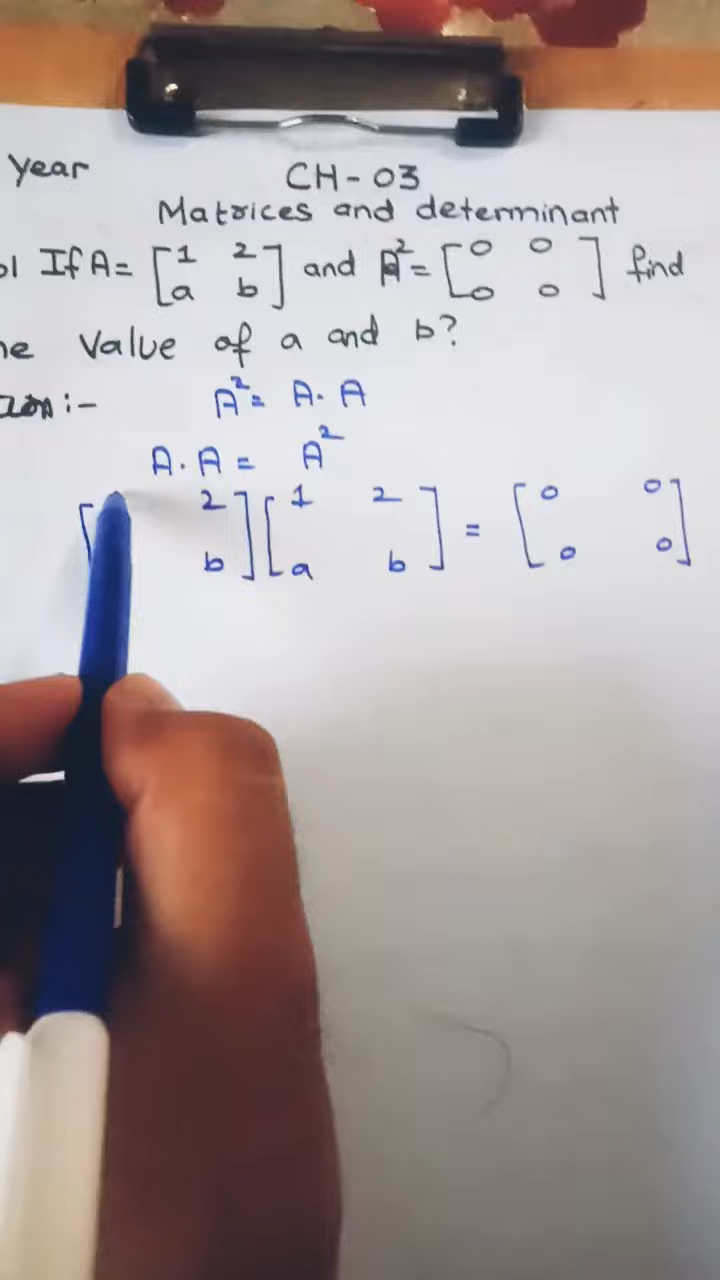 year CH-03
Matrices and determinant
If A = [1 2 a b] and A² = [0 0 0 0] find
Value of a and b?
:- A² = A. A
A. A = A²
[ 2 b] [1 2 a b] = [0 0 0 0]